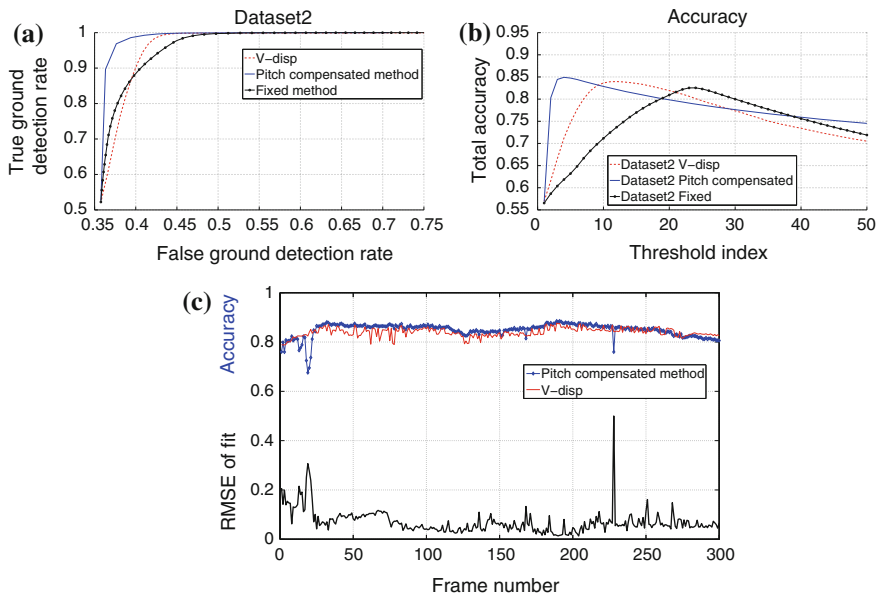 (a)
Dataset2
True ground
detection rate
1
0.9
0.8
0.7
0.6
0.5
V-disp
Pitch compensated method
Fixed method
0.35 0.4 0.45 0.5 0.55 0.6 0.65 0.7 0.75
False ground detection rate
(b)
Accuracy
Total accuracy
0.95
0.9
0.85
0.8
0.75
0.7
0.65
0.6
0.55
Dataset2 V-disp
Dataset2 Pitch compensated
Dataset2 Fixed
0 10 20 30 40 50
Threshold index
(c)
Accuracy
RMSE of fit
1
0.8
0.6
0.4
0.2
0
Pitch compensated method
V-disp
0 50 100 150 200 250 300
Frame number